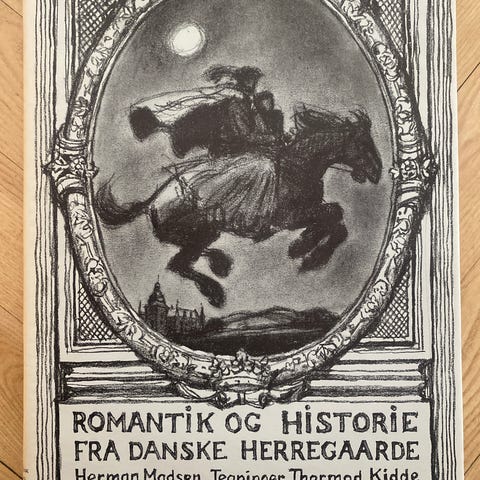 ROMANTIK OG HISTORIE
FRA DANSKE HERREGAARDE
Herman Madsen Tegninger Thormod Kidde